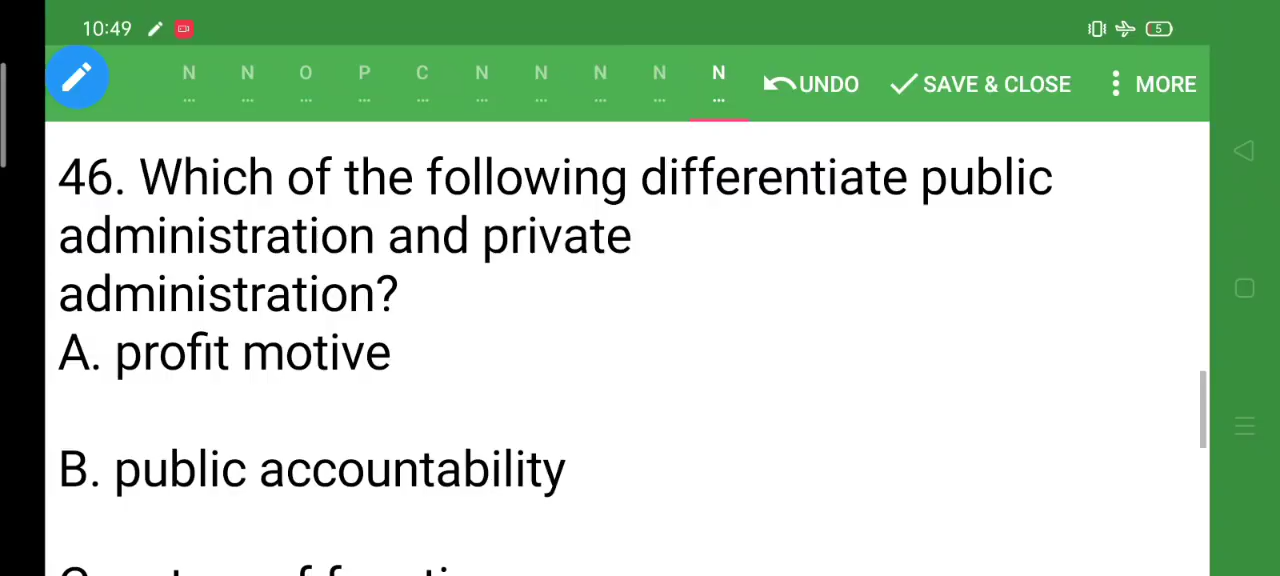 10:49
5
N N O P C N N N N N
... ... ... ... ... ... ... ... ... ...
UNDO SAVE & CLOSE MORE
46. Which of the following differentiate public
administration and private
administration?
A. profit motive
B. public accountability